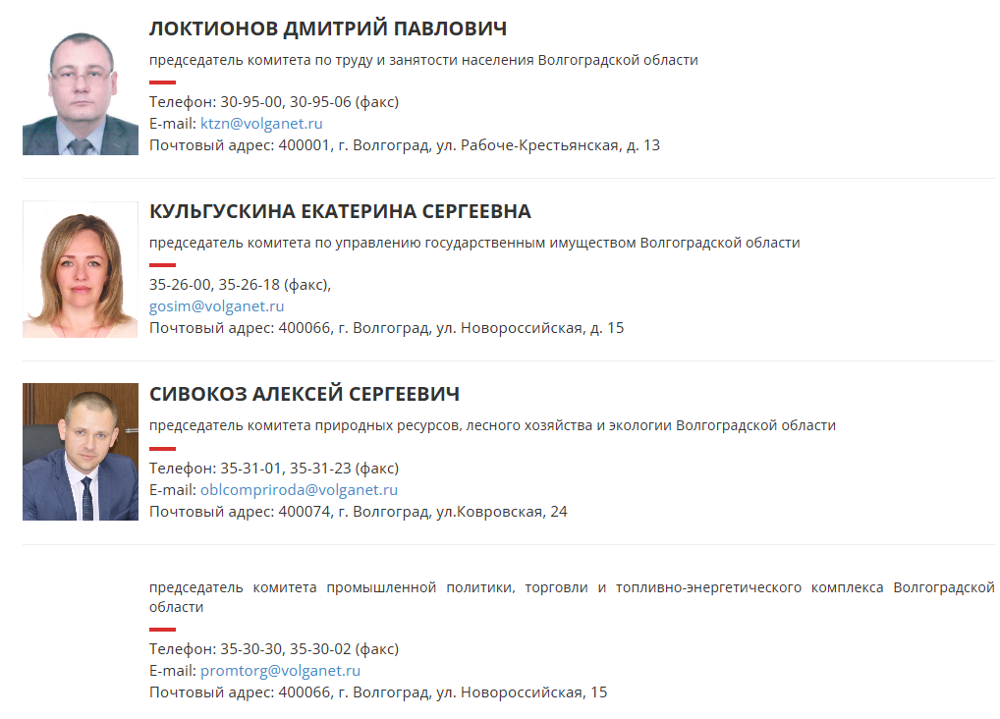 ЛОКТИОНОВ ДМИТРИЙ ПАВЛОВИЧ
председатель комитета по труду и занятости населения Волгоградской области
Телефон: 30-95-00, 30-95-06 (факс)
E-mail: ktzn@volganet.ru
Почтовый адрес: 400001, г. Волгоград, ул. Рабоче-Крестьянская, д. 13
КУЛЬГУСКИНА ЕКАТЕРИНА СЕРГЕЕВНА
председатель комитета по управлению государственным имуществом Волгоградской области
35-26-00, 35-26-18 (факс),
gosim@volganet.ru
Почтовый адрес: 400066, г. Волгоград, ул. Новороссийская, д. 15
СИВОКОЗ АЛЕКСЕЙ СЕРГЕЕВИЧ
председатель комитета природных ресурсов, лесного хозяйства и экологии Волгоградской области
Телефон: 35-31-01, 35-31-23 (факс)
E-mail: oblcompriroda@volganet.ru
Почтовый адрес: 400074, г. Волгоград, ул.Ковровская, 24
председатель комитета промышленной политики, торговли и топливно-энергетического комплекса Волгоградской
области
Телефон: 35-30-30, 35-30-02 (факс)
E-mail: promtorg@volganet.ru
Почтовый адрес: 400066, г. Волгоград, ул. Новороссийская, 15